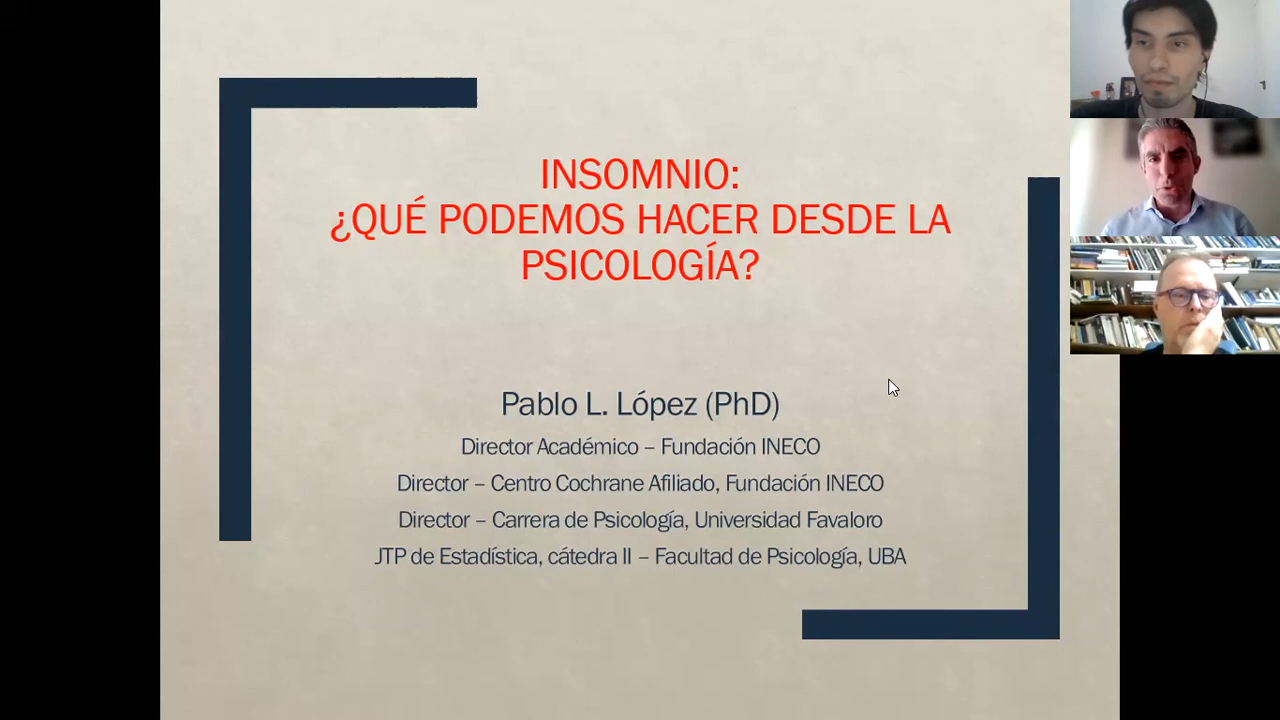 INSOMNIO:
¿QUÉ PODEMOS HACER DESDE LA
PSICOLOGÍA?
Pablo L. López (PhD)
Director Académico – Fundación INECO
Director – Centro Cochrane Afiliado, Fundación INECO
Director – Carrera de Psicología, Universidad Favaloro
JTP de Estadística, cátedra II – Facultad de Psicología, UBA